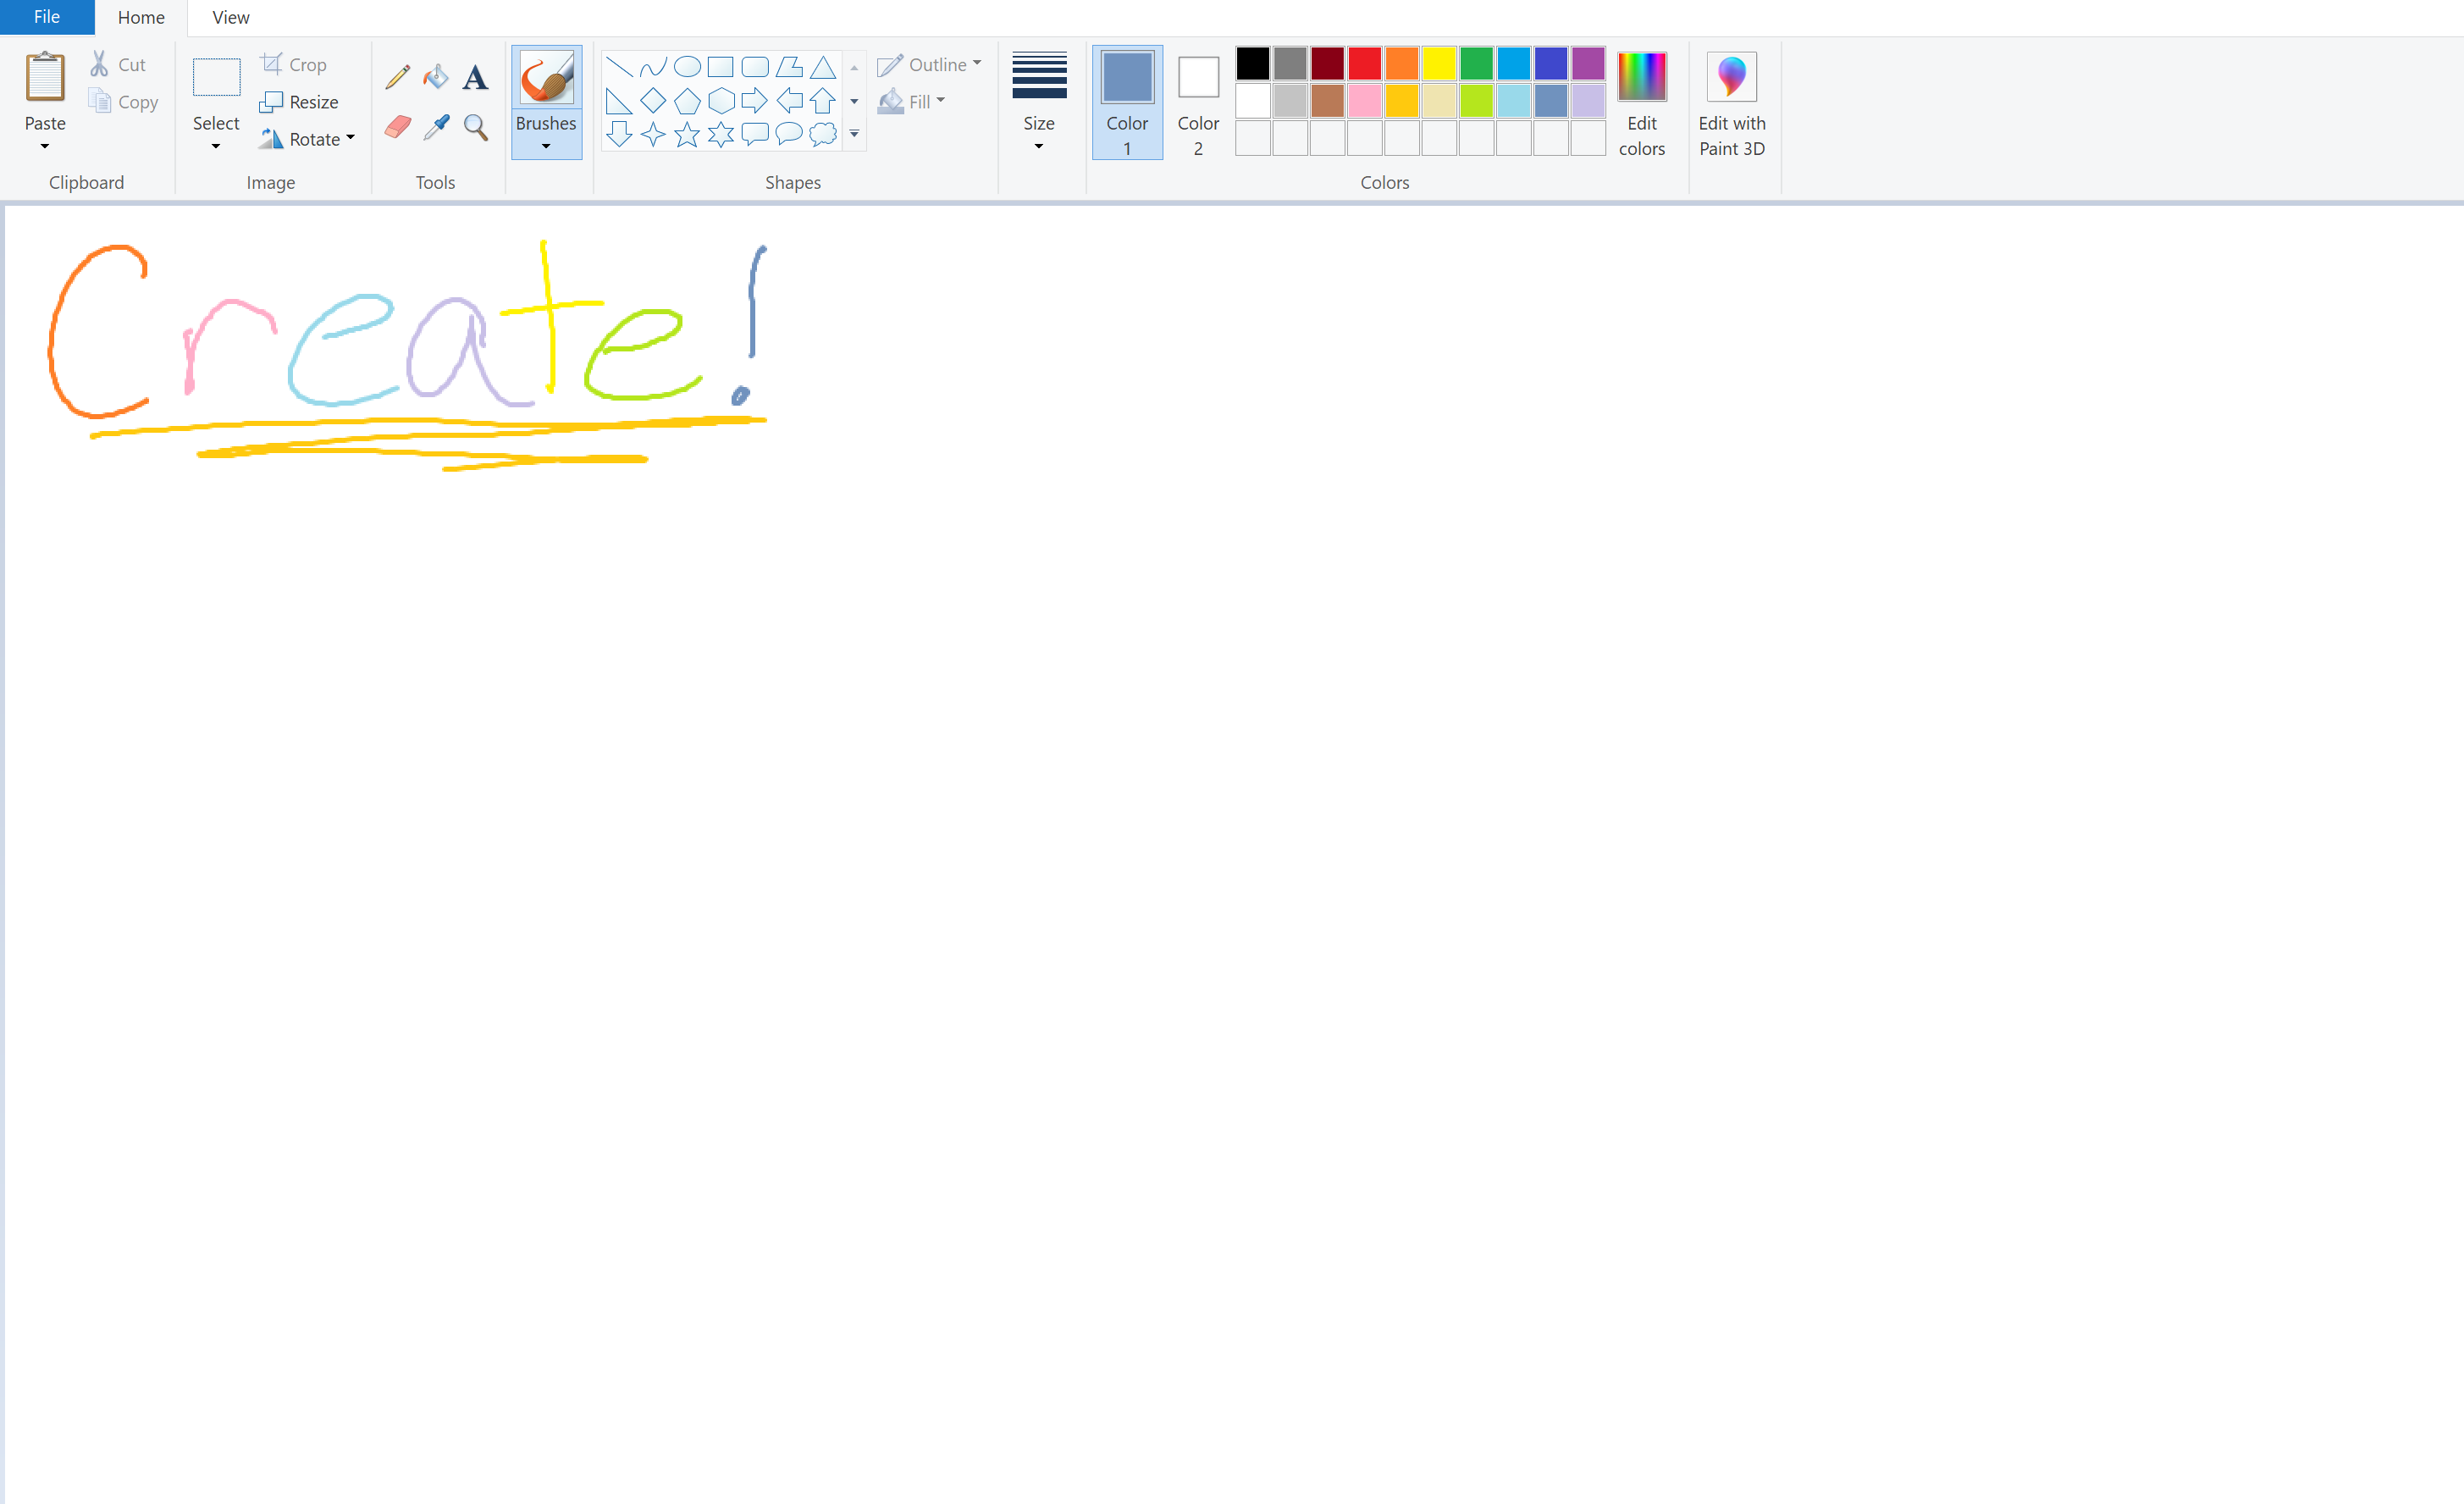 File Home View
Cut Crop Outline
Copy Resize Fill
Paste Select Rotate Brushes Size Color 1 Color 2 Edit colors Edit with Paint 3D
Clipboard Image Tools Shapes Colors
Create!